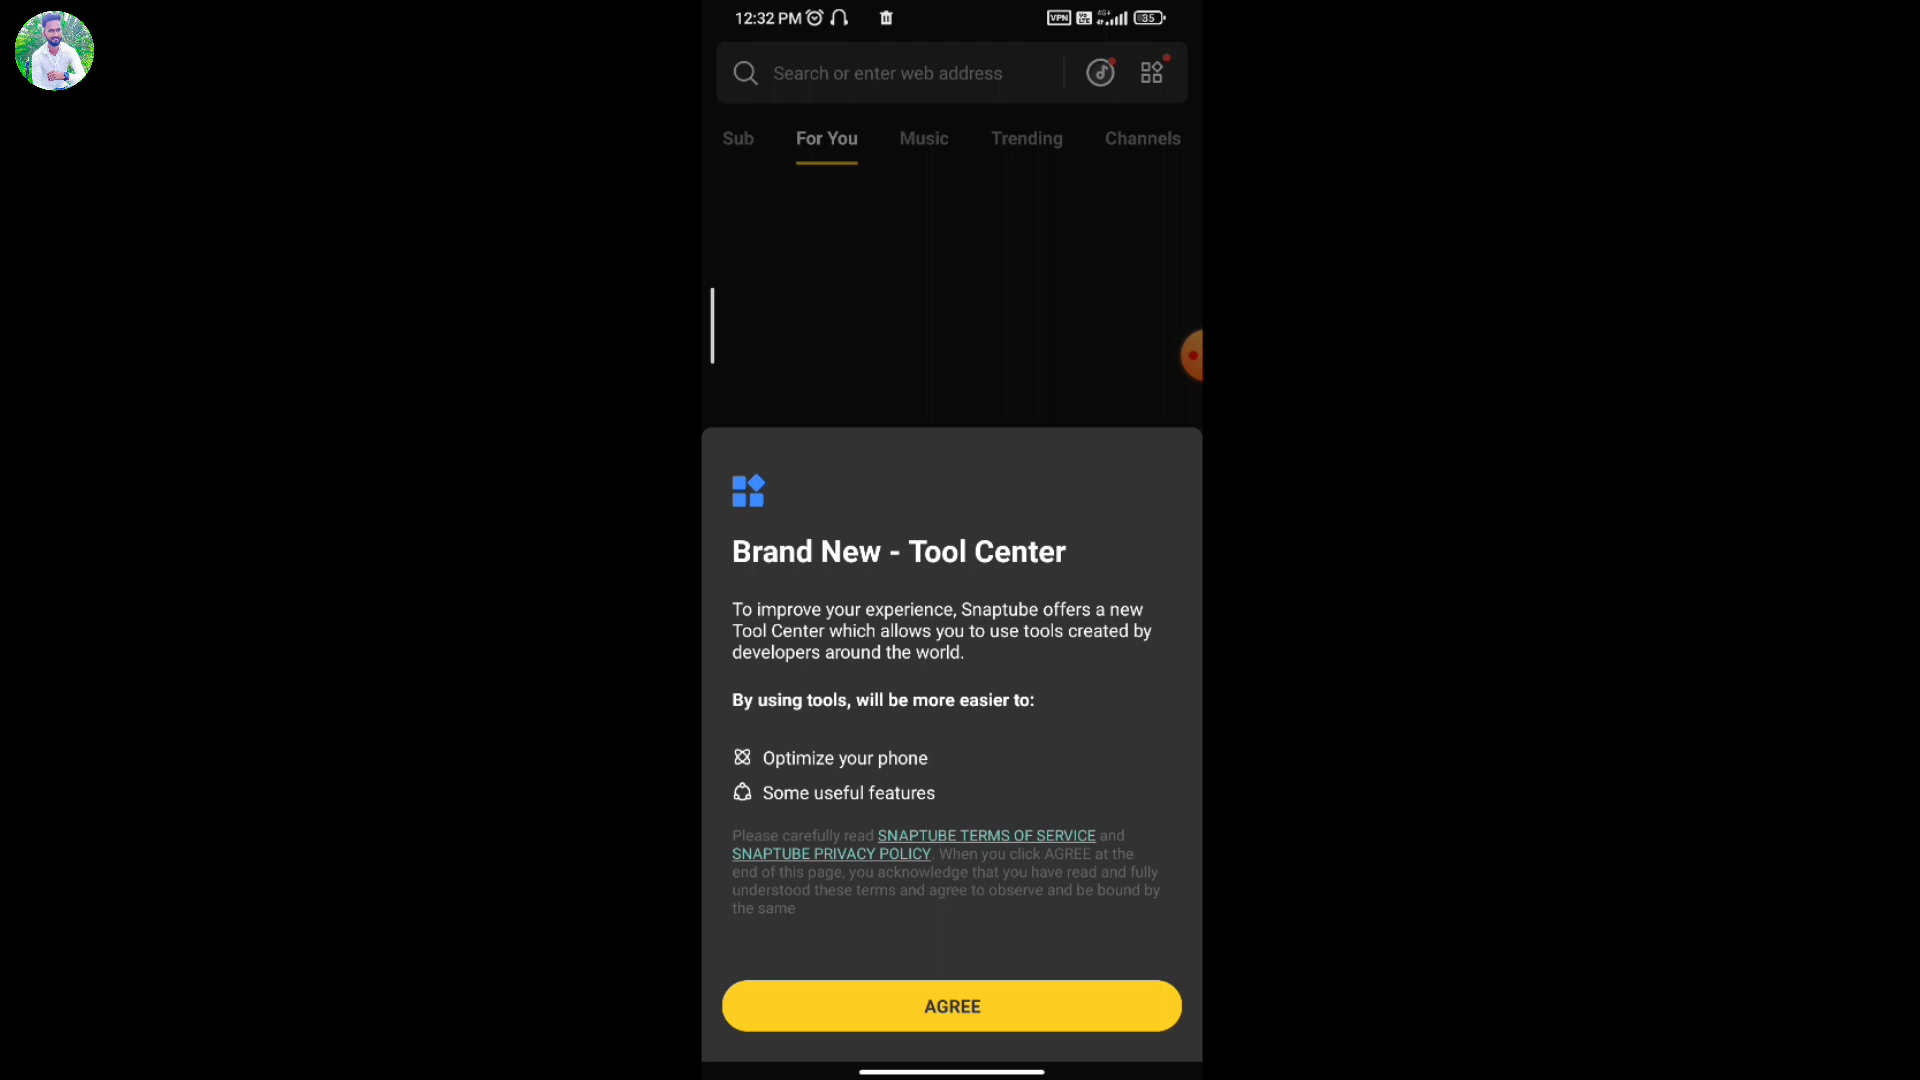 12:32 PM
VPN
4G+
35
Search or enter web address
Sub For You Music Trending Channels
Brand New - Tool Center
To improve your experience, Snaptube offers a new
Tool Center which allows you to use tools created by
developers around the world.
By using tools, will be more easier to:
Optimize your phone
Some useful features
Please carefully read SNAPTUBE TERMS OF SERVICE and
SNAPTUBE PRIVACY POLICY. When you click AGREE at the
end of this page, you acknowledge that you have read and fully
understood these terms and agree to observe and be bound by
the same
AGREE